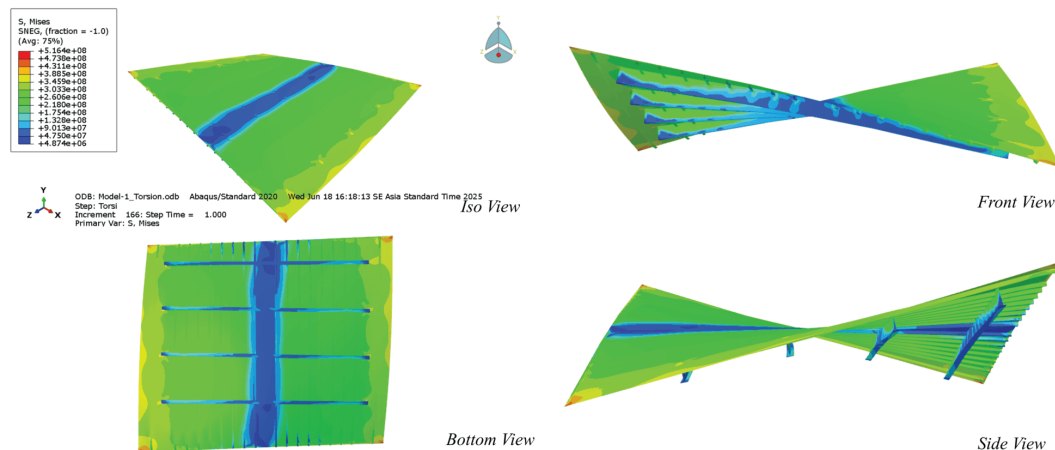 S, Mises
SNEG, (fraction = -1.0)
(Avg: 75%)
+5.164e+08
+4.738e+08
+4.311e+08
+3.885e+08
+3.459e+08
+3.033e+08
+2.606e+08
+2.180e+08
+1.754e+08
+1.328e+08
+9.013e+07
+4.750e+07
+4.874e+06
Y
Z
X
Y
Z
X
ODB: Model-1_Torsion.odb Abaqus/Standard 2020 Wed Jun 18 16:18:13 SE Asia Standard Time 2025
Step: Torsi
Increment 166: Step Time = 1.000
Primary Var: S, Mises
Iso View
Front View
Bottom View
Side View